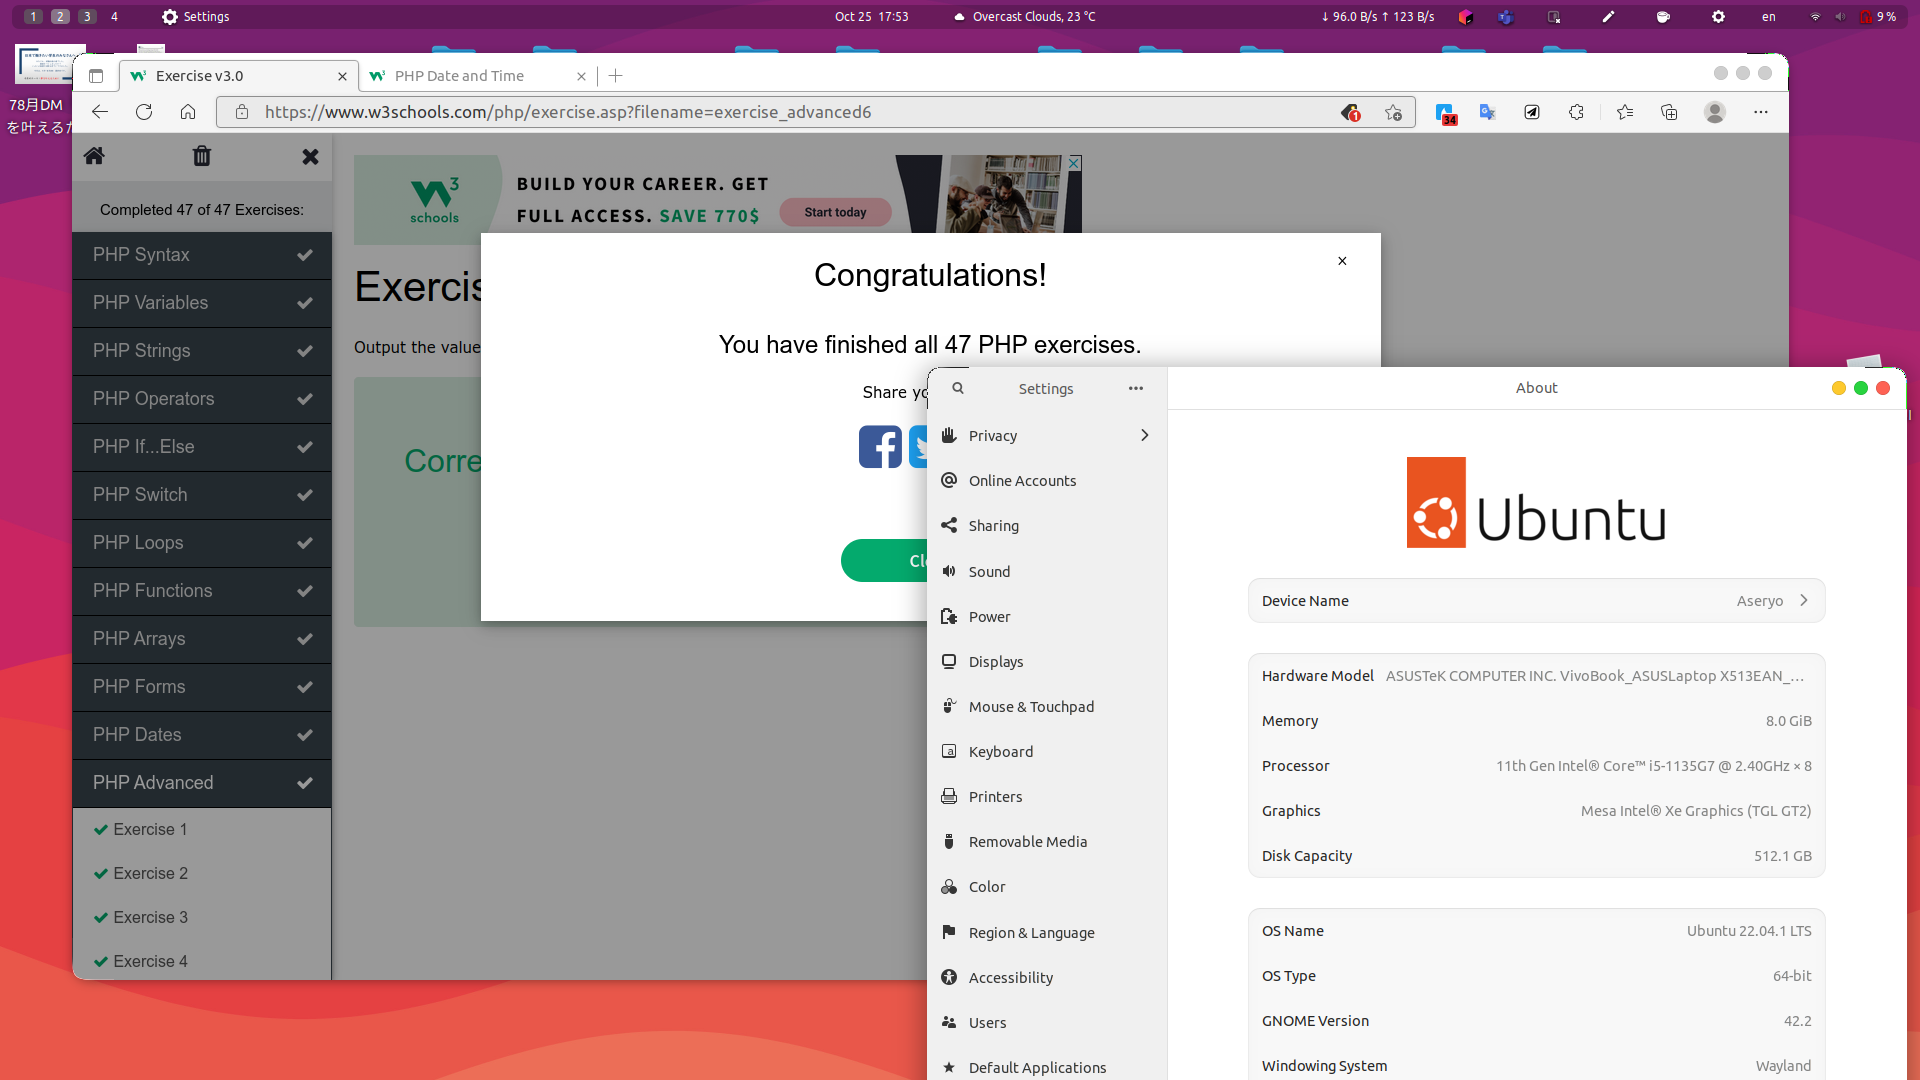 1 2 3 4 Settings
Oct 25 17:53
Overcast Clouds, 23 °C
↓ 96.0 B/s ↑ 123 B/s
en
9 %
78月DM
を叶えるた
Exercise v3.0
PHP Date and Time
https://www.w3schools.com/php/exercise.asp?filename=exercise_advanced6
1
34
Completed 47 of 47 Exercises:
PHP Syntax
PHP Variables
PHP Strings
PHP Operators
PHP If...Else
PHP Switch
PHP Loops
PHP Functions
PHP Arrays
PHP Forms
PHP Dates
PHP Advanced
Exercise 1
Exercise 2
Exercise 3
Exercise 4
W3
schools
BUILD YOUR CAREER. GET
FULL ACCESS. SAVE 770$
Start today
Exercis
Output the value
Corre
Congratulations!
×
You have finished all 47 PHP exercises.
Share yo
Clo
Settings
Privacy
Online Accounts
Sharing
Sound
Power
Displays
Mouse & Touchpad
Keyboard
Printers
Removable Media
Color
Region & Language
Accessibility
Users
Default Applications
About
Ubuntu
Device Name Aseryo
Hardware Model ASUSTeK COMPUTER INC. VivoBook_ASUSLaptop X513EAN_...
Memory 8.0 GiB
Processor 11th Gen Intel® Core™ i5-1135G7 @ 2.40GHz × 8
Graphics Mesa Intel® Xe Graphics (TGL GT2)
Disk Capacity 512.1 GB
OS Name Ubuntu 22.04.1 LTS
OS Type 64-bit
GNOME Version 42.2
Windowing System Wayland